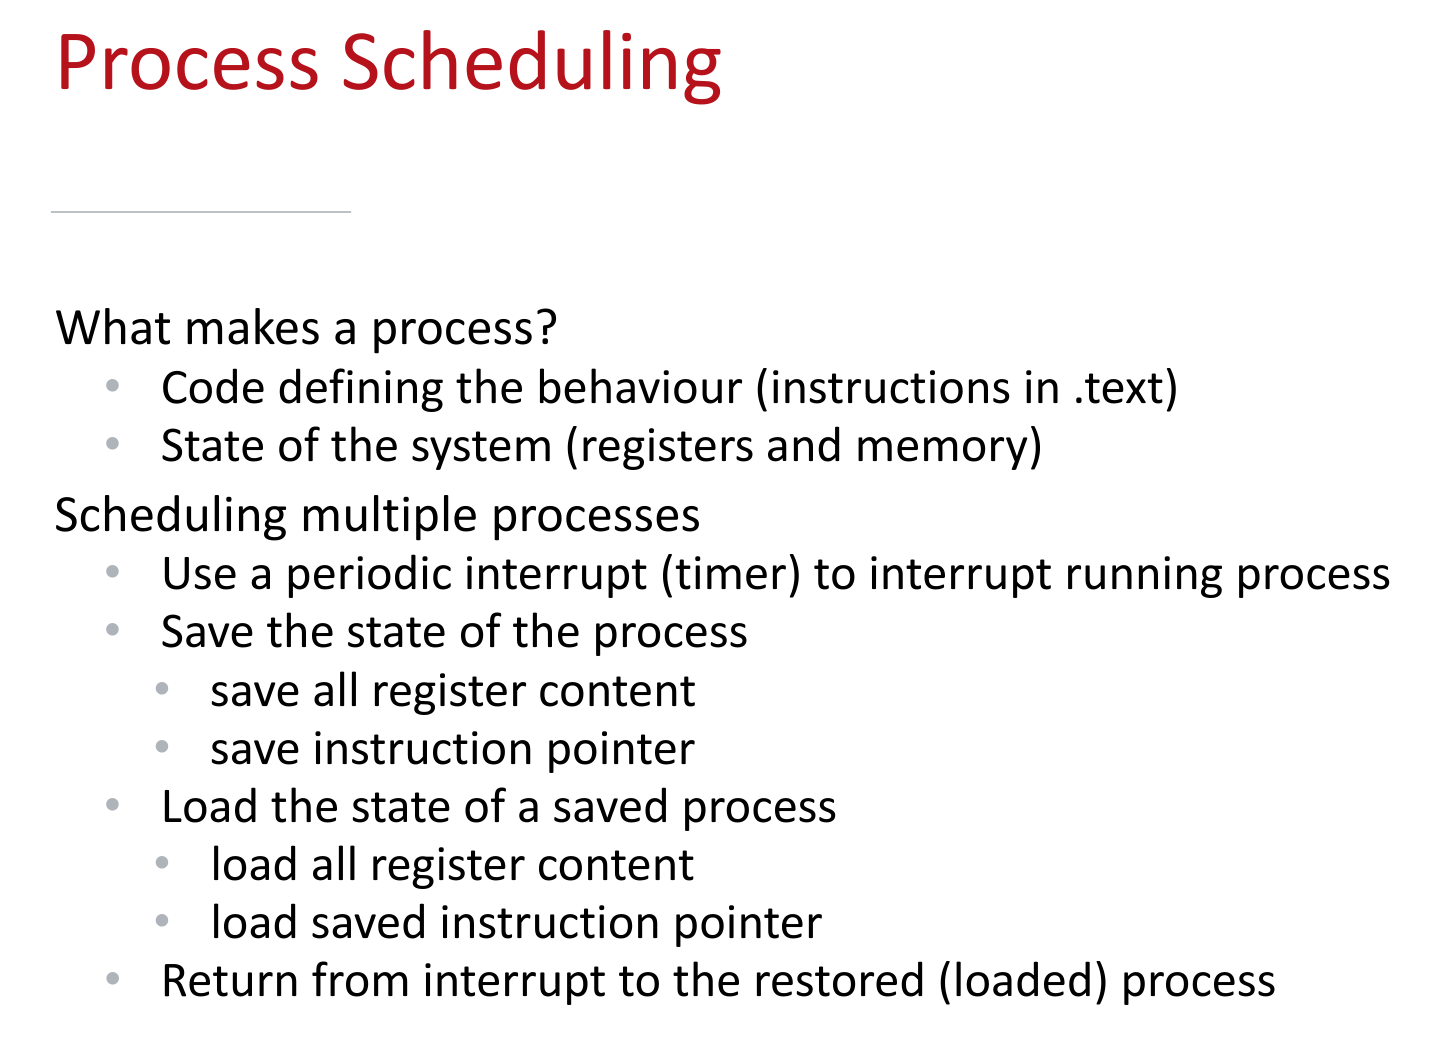 Process Scheduling
What makes a process?
• Code defining the behaviour (instructions in .text)
• State of the system (registers and memory)
Scheduling multiple processes
• Use a periodic interrupt (timer) to interrupt running process
• Save the state of the process
• save all register content
• save instruction pointer
• Load the state of a saved process
• load all register content
• load saved instruction pointer
• Return from interrupt to the restored (loaded) process